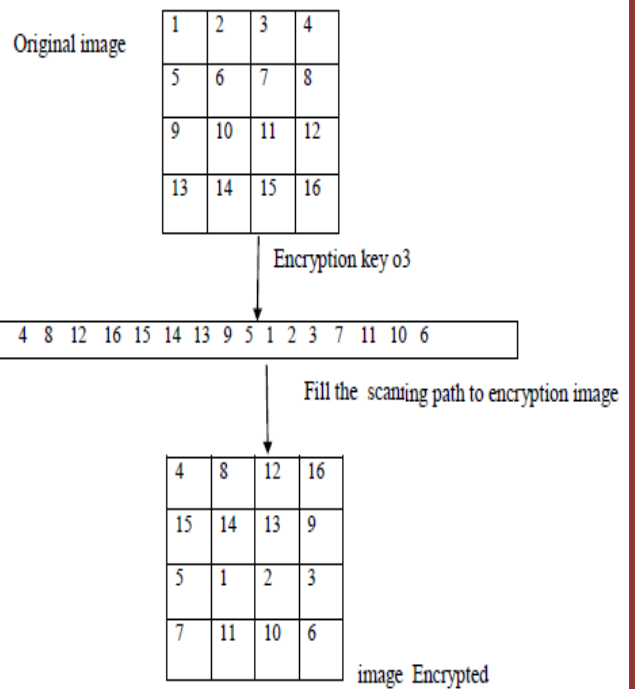 Original image
1 2 3 4
5 6 7 8
9 10 11 12
13 14 15 16
Encryption key o3
4 8 12 16 15 14 13 9 5 1 2 3 7 11 10 6
Fill the scanning path to encryption image
4 8 12 16
15 14 13 9
5 1 2 3
7 11 10 6
image Encrypted